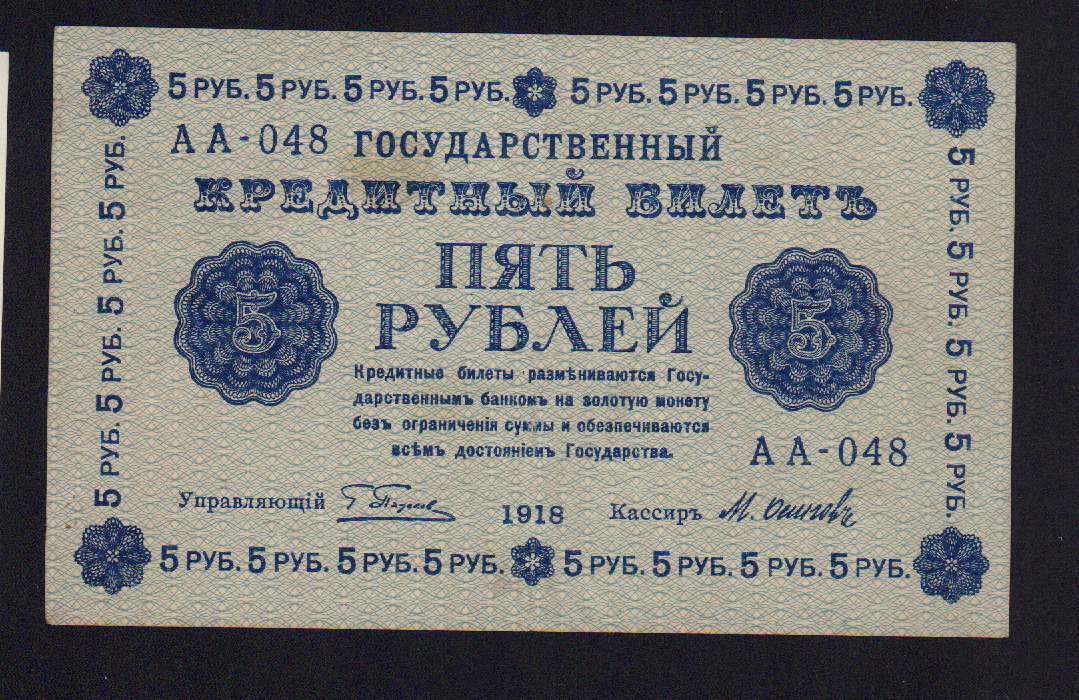 5 РУБ. 5 РУБ. 5 РУБ. 5 РУБ. 5 РУБ. 5 РУБ. 5 РУБ. 5 РУБ.
АА-048 ГОСУДАРСТВЕННЫЙ
КРЕДИТНЫЙ БИЛЕТЪ
ПЯТЬ
РУБЛЕЙ
5
5
Кредитные билеты размѣниваются Госу-
дарственнымъ банкомъ на золотую монету
безъ ограниченія суммы и обезпечиваются
всѣмъ достояніемъ Государства.
АА-048
Управляющій
1918
Кассиръ М. Осиповъ
5 РУБ. 5 РУБ. 5 РУБ. 5 РУБ. 5 РУБ. 5 РУБ. 5 РУБ. 5 РУБ.
5 РУБ. 5 РУБ. 5 РУБ. 5 РУБ.
5 РУБ. 5 РУБ. 5 РУБ. 5 РУБ.